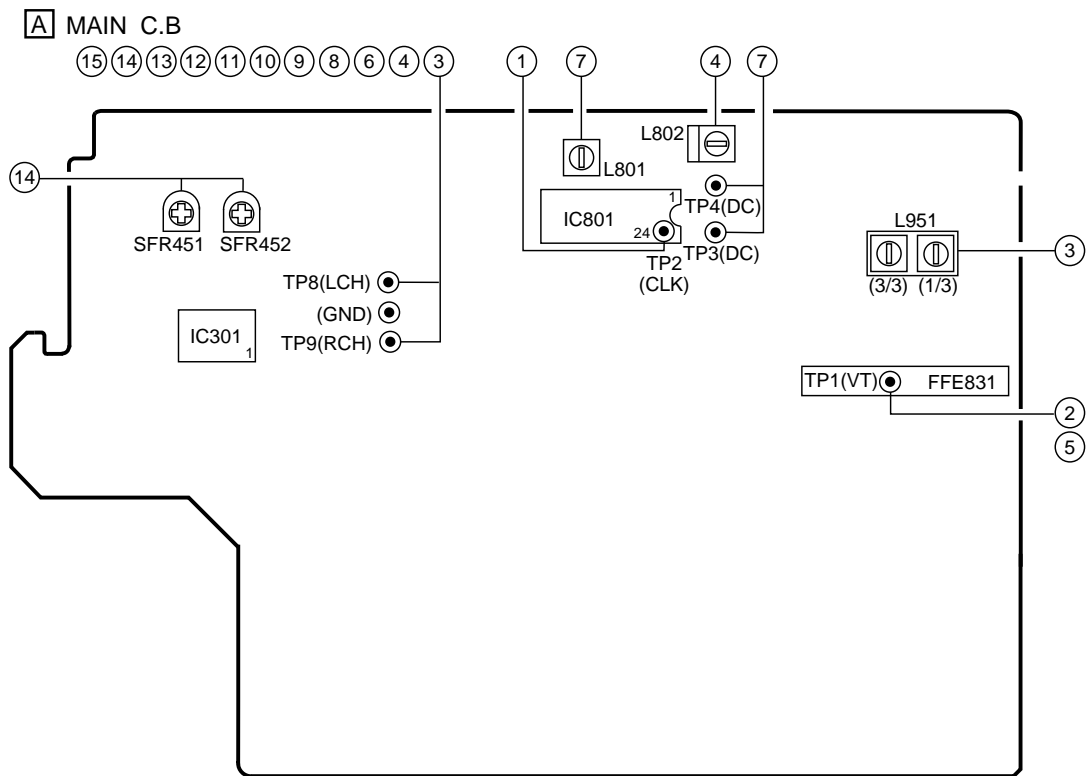 A MAIN C.B
15 14 13 12 11 10 9 8 6 4 3 1 7 4 7
L802
L801
14
1
TP4(DC)
IC801
L951
SFR451 SFR452
24
TP3(DC)
TP2
(CLK)
3
TP8(LCH)
(3/3) (1/3)
(GND)
IC301
1
TP9(RCH)
TP1(VT) FFE831
2
5